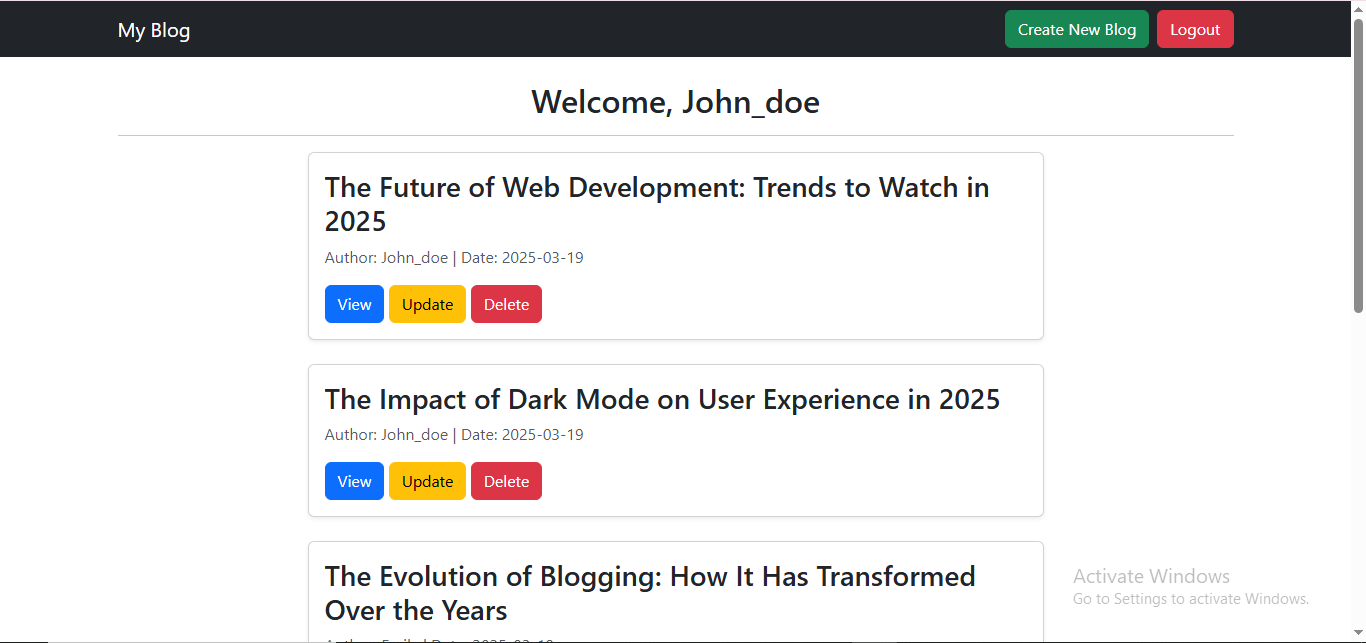 My Blog
Create New Blog
Logout
Welcome, John_doe
The Future of Web Development: Trends to Watch in
2025
Author: John_doe | Date: 2025-03-19
View Update Delete
The Impact of Dark Mode on User Experience in 2025
Author: John_doe | Date: 2025-03-19
View Update Delete
The Evolution of Blogging: How It Has Transformed
Over the Years
Activate Windows
Go to Settings to activate Windows.